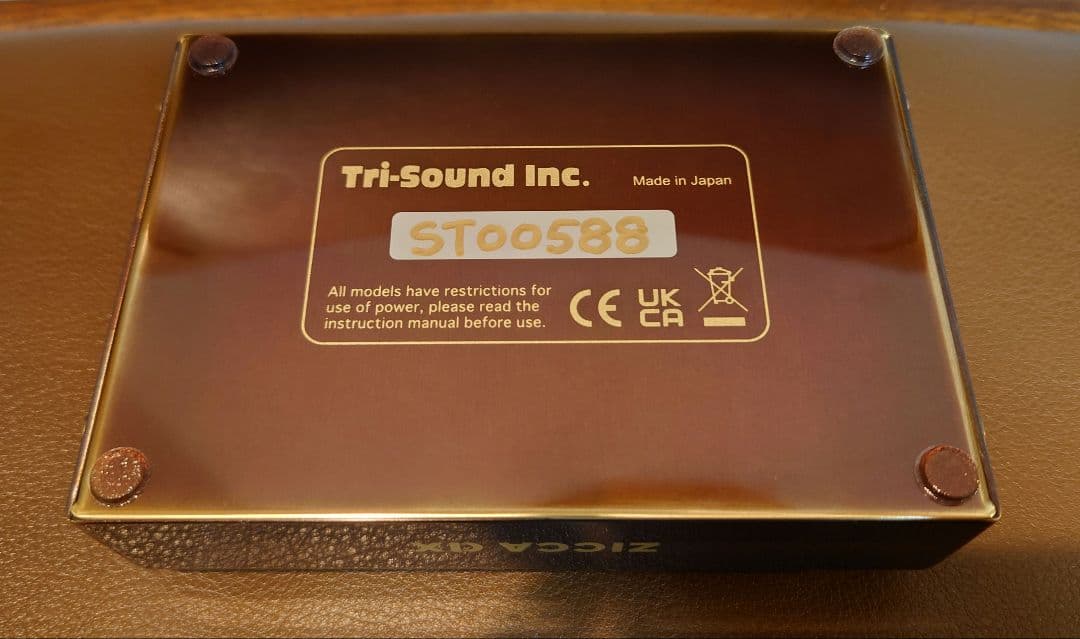 Tri-Sound Inc.
Made in Japan
ST00588
All models have restrictions for
use of power, please read the
instruction manual before use.
CE
UK
CA
ZICCA AX